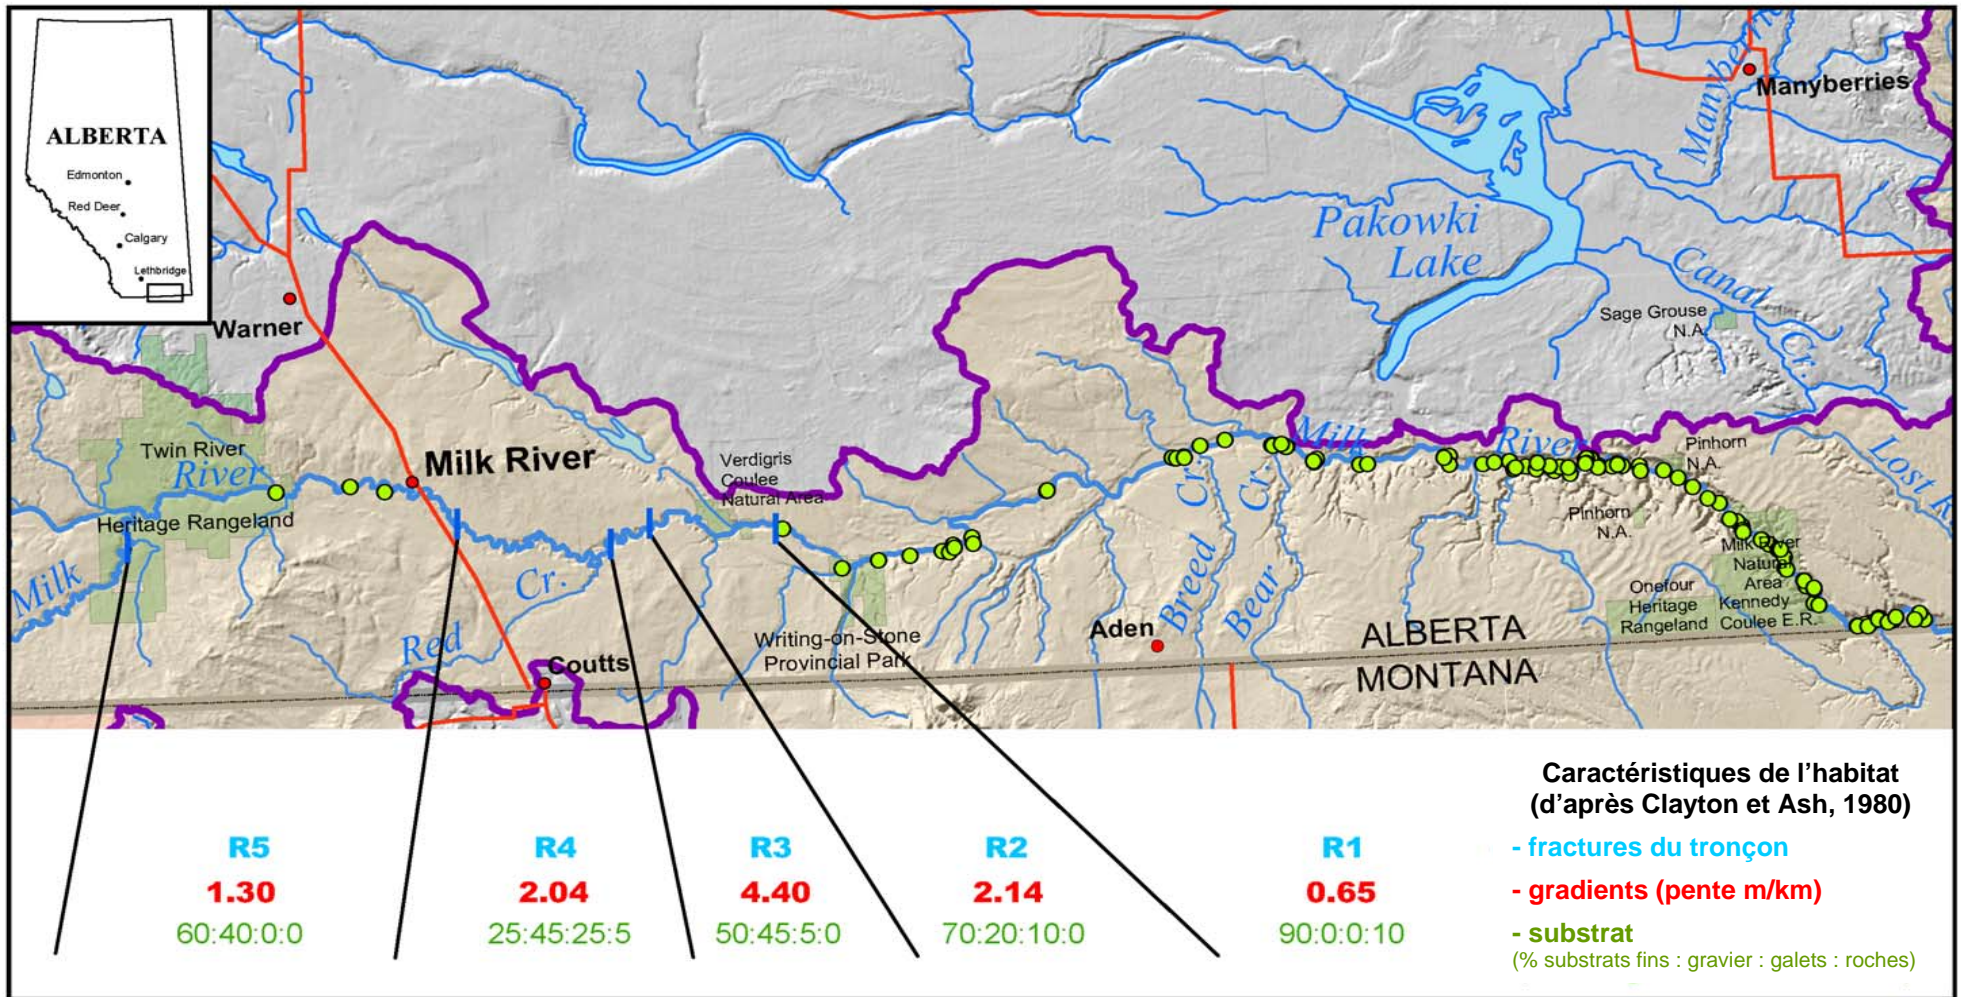 ALBERTA
Edmonton
Red Deer
Calgary
Lethbridge
Manyberries
Manyberrie
Pakowki
Lake
Canal
Cr.
Sage Grouse
N.A.
Warner
Twin River
River
Heritage Rangeland
Milk
Milk River
Verdigris
Coulee
Natural Area
Milk
River
Pinhorn
N.A.
Lost R
Pinhorn
N.A.
Milk River
Natural
Area
Kennedy
Coulee E.R.
Onefour
Heritage
Rangeland
Cr.
Red
Coutts
Writing-on-Stone
Provincial Park
Aden
Breed
Cr.
Bear
Cr.
ALBERTA
MONTANA
R5
1.30
60:40:0:0
R4
2.04
25:45:25:5
R3
4.40
50:45:5:0
R2
2.14
70:20:10:0
R1
0.65
90:0:0:10
Caractéristiques de l’habitat
(d’après Clayton et Ash, 1980)
- fractures du tronçon
- gradients (pente m/km)
- substrat
(% substrats fins : gravier : galets : roches)